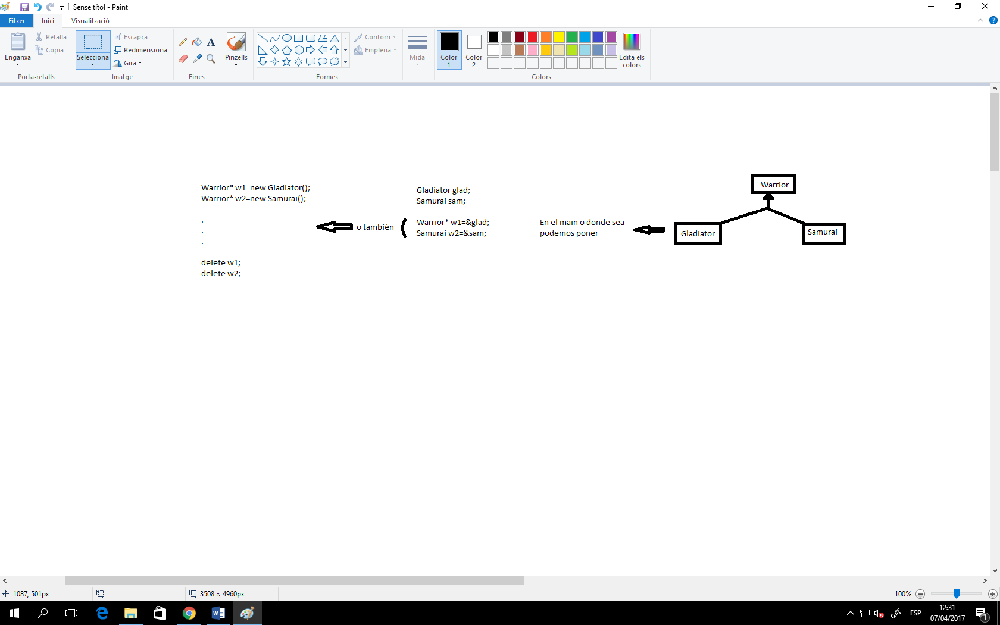 Sense títol - Paint
Fitxer
Inici
Visualització
Enganxa
Retalla
Copia
Porta-retalls
Selecciona
Escapça
Redimensiona
Gira
Imatge
Eines
Pinzells
Formes
Contorn
Emplena
Mida
Color
1
Color
2
Edita els
colors
Colors
Warrior* w1=new Gladiator();
Warrior* w2=new Samurai();
.
.
.
delete w1;
delete w2;
o también
(
Gladiator glad;
Samurai sam;
Warrior* w1=&glad;
Samurai w2=&sam;
En el main o donde sea
podemos poner
Warrior
Gladiator
Samurai
1087, 501px
3508 × 4960px
100%
ESP
12:31
07/04/2017
1